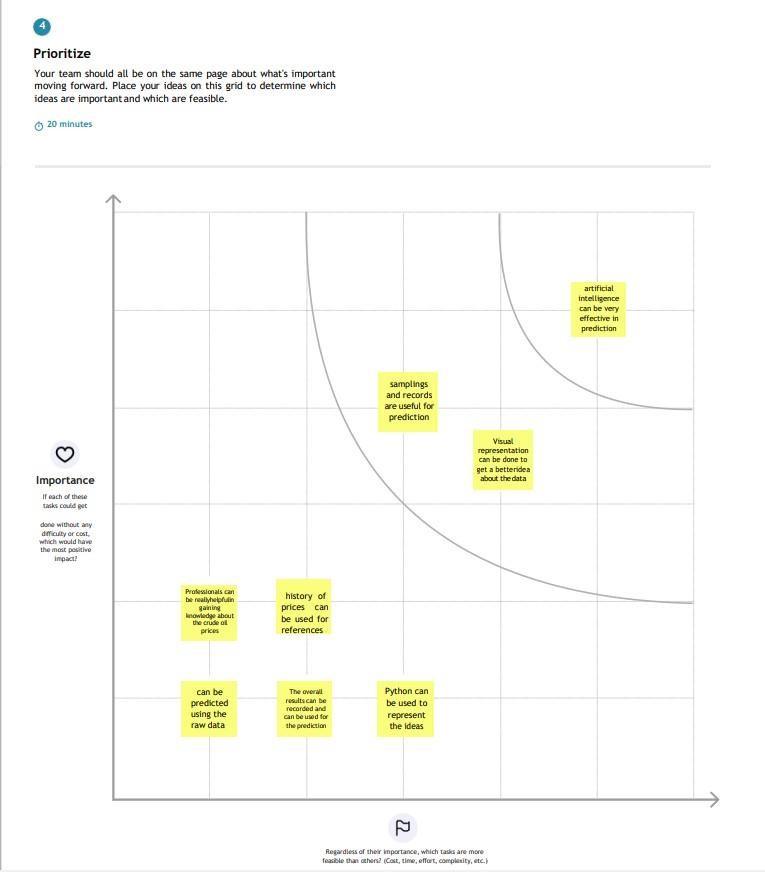 4
Prioritize
Your team should all be on the same page about what's important
moving forward. Place your ideas on this grid to determine which
ideas are important and which are feasible.
20 minutes
artificial
intelligence
can be very
effective in
prediction
samplings
and records
are useful for
prediction
Visual
representation
can be done to
get a betteridea
about thedata
Importance
If each of these
tasks could get
done without any
difficulty or cost,
which would have
the most positive
impact?
Professionals can
be reallyhelpfulin
gaining
knowledge about
the crude oil
prices
history of
prices can
be used for
references
can be
predicted
using the
raw data
The overall
results can be
recorded and
can be used for
the prediction
Python can
be used to
represent
the ideas
Regardless of their importance, which tasks are more
feasible than others? (Cost, time, effort, complexity, etc.)